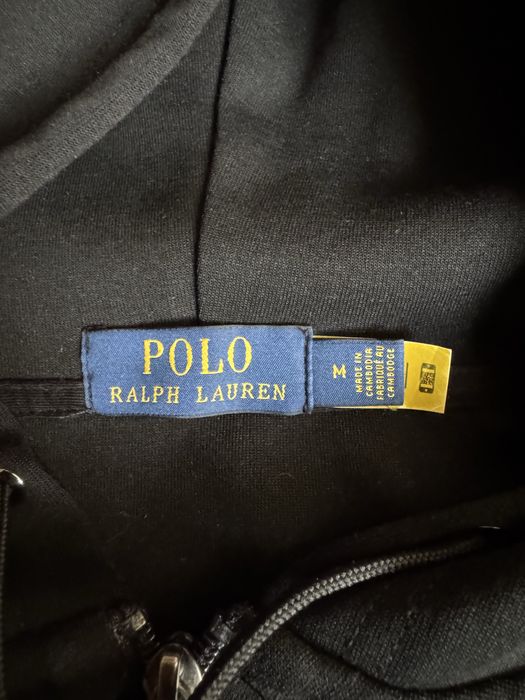 POLO
RALPH LAUREN
M
MADE IN
CAMBODIA
FABRIQUÉ AU
CAMBODGE